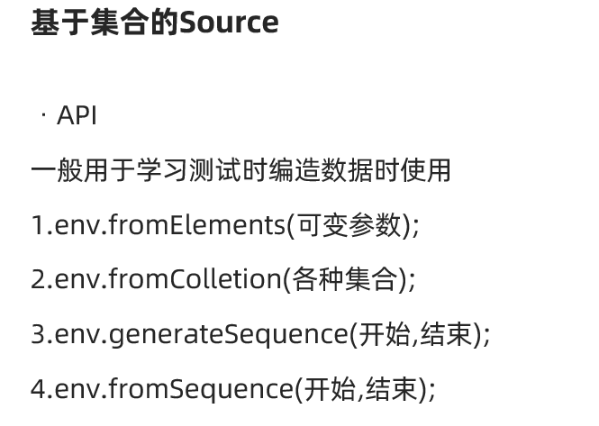 基于集合的Source
· API
一般用于学习测试时编造数据时使用
1.env.fromElements(可变参数);
2.env.fromColletion(各种集合);
3.env.generateSequence(开始,结束);
4.env.fromSequence(开始,结束);